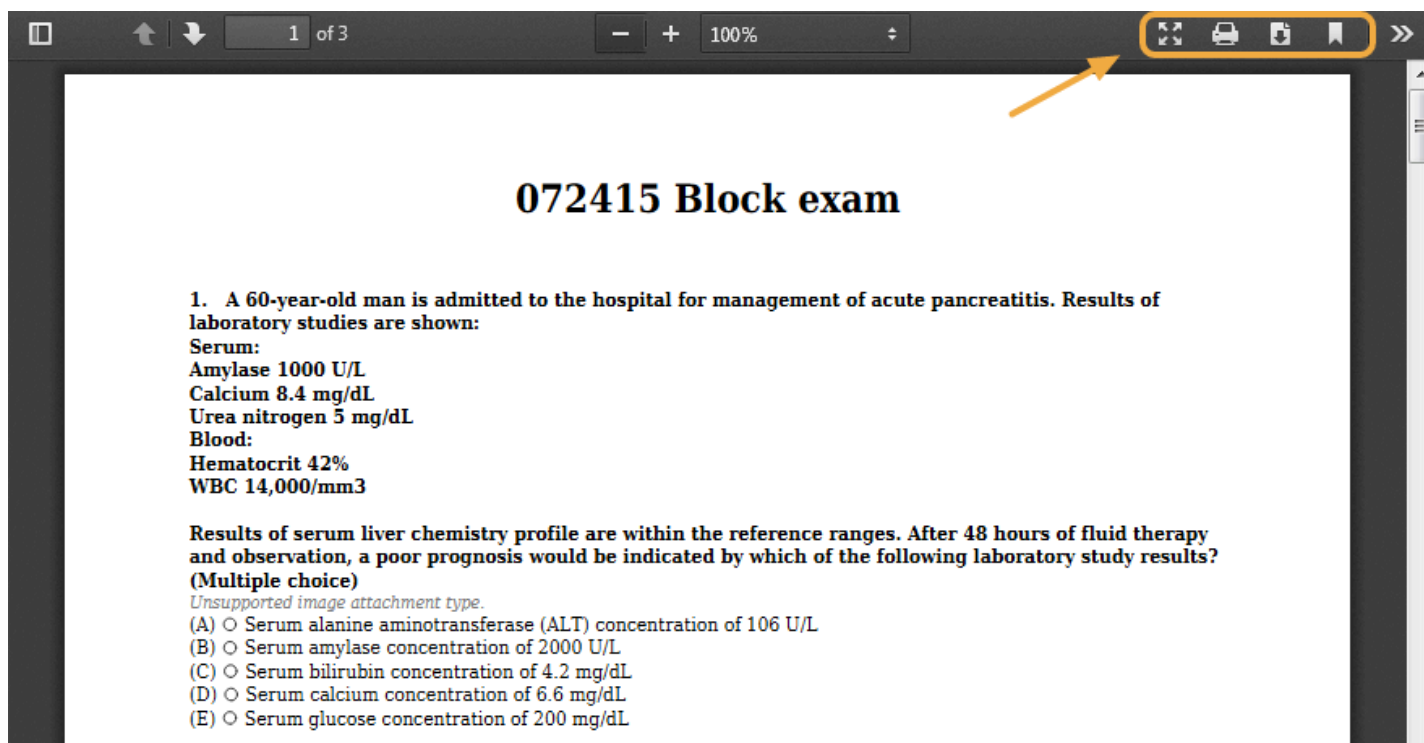 1 of 3
100%
072415 Block exam
1. A 60-year-old man is admitted to the hospital for management of acute pancreatitis. Results of
laboratory studies are shown:
Serum:
Amylase 1000 U/L
Calcium 8.4 mg/dL
Urea nitrogen 5 mg/dL
Blood:
Hematocrit 42%
WBC 14,000/mm3
Results of serum liver chemistry profile are within the reference ranges. After 48 hours of fluid therapy
and observation, a poor prognosis would be indicated by which of the following laboratory study results?
(Multiple choice)
Unsupported image attachment type.
(A) ○ Serum alanine aminotransferase (ALT) concentration of 106 U/L
(B) ○ Serum amylase concentration of 2000 U/L
(C) ○ Serum bilirubin concentration of 4.2 mg/dL
(D) ○ Serum calcium concentration of 6.6 mg/dL
(E) ○ Serum glucose concentration of 200 mg/dL